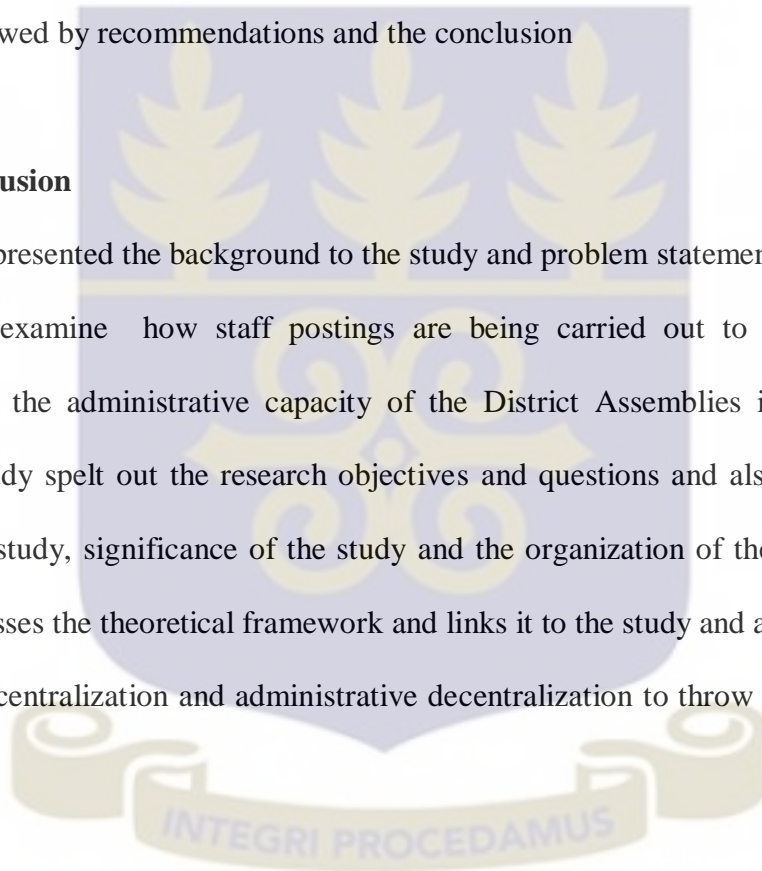 wed by recommendations and the conclusion
usion
presented the background to the study and problem statemen
examine how staff postings are being carried out to
the administrative capacity of the District Assemblies i
dy spelt out the research objectives and questions and als
study, significance of the study and the organization of the
sses the theoretical framework and links it to the study and a
centralization and administrative decentralization to throw
INTEGRI PROCEDAMUS